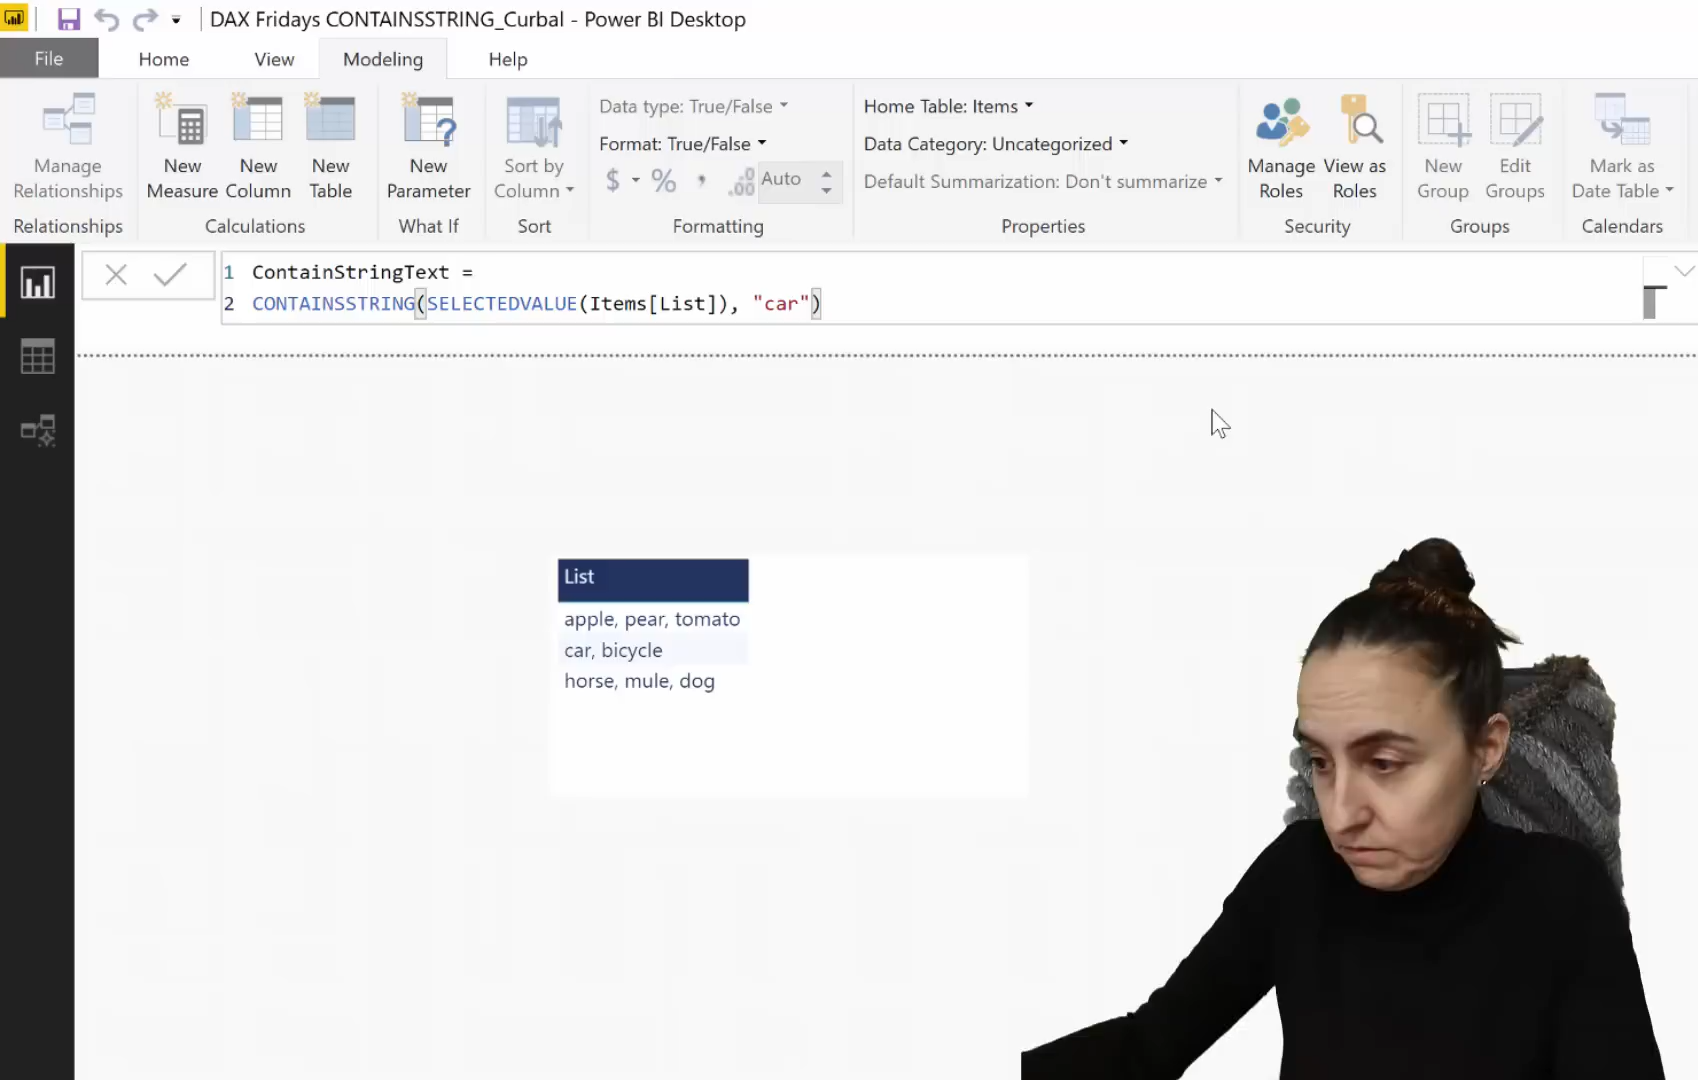 DAX Fridays CONTAINSSTRING_Curbal - Power BI Desktop
File Home View Modeling Help
Manage Relationships
New Measure
New Column
New Table
New Parameter
Sort by Column
Data type: True/False
Format: True/False
$ % , .00 Auto
Home Table: Items
Data Category: Uncategorized
Default Summarization: Don't summarize
Manage Roles
View as Roles
New Group
Edit Groups
Mark as Date Table
Relationships Calculations What If Sort Formatting Properties Security Groups Calendars
1 ContainStringText =
2 CONTAINSSTRING(SELECTEDVALUE(Items[List]), "car")
List
apple, pear, tomato
car, bicycle
horse, mule, dog